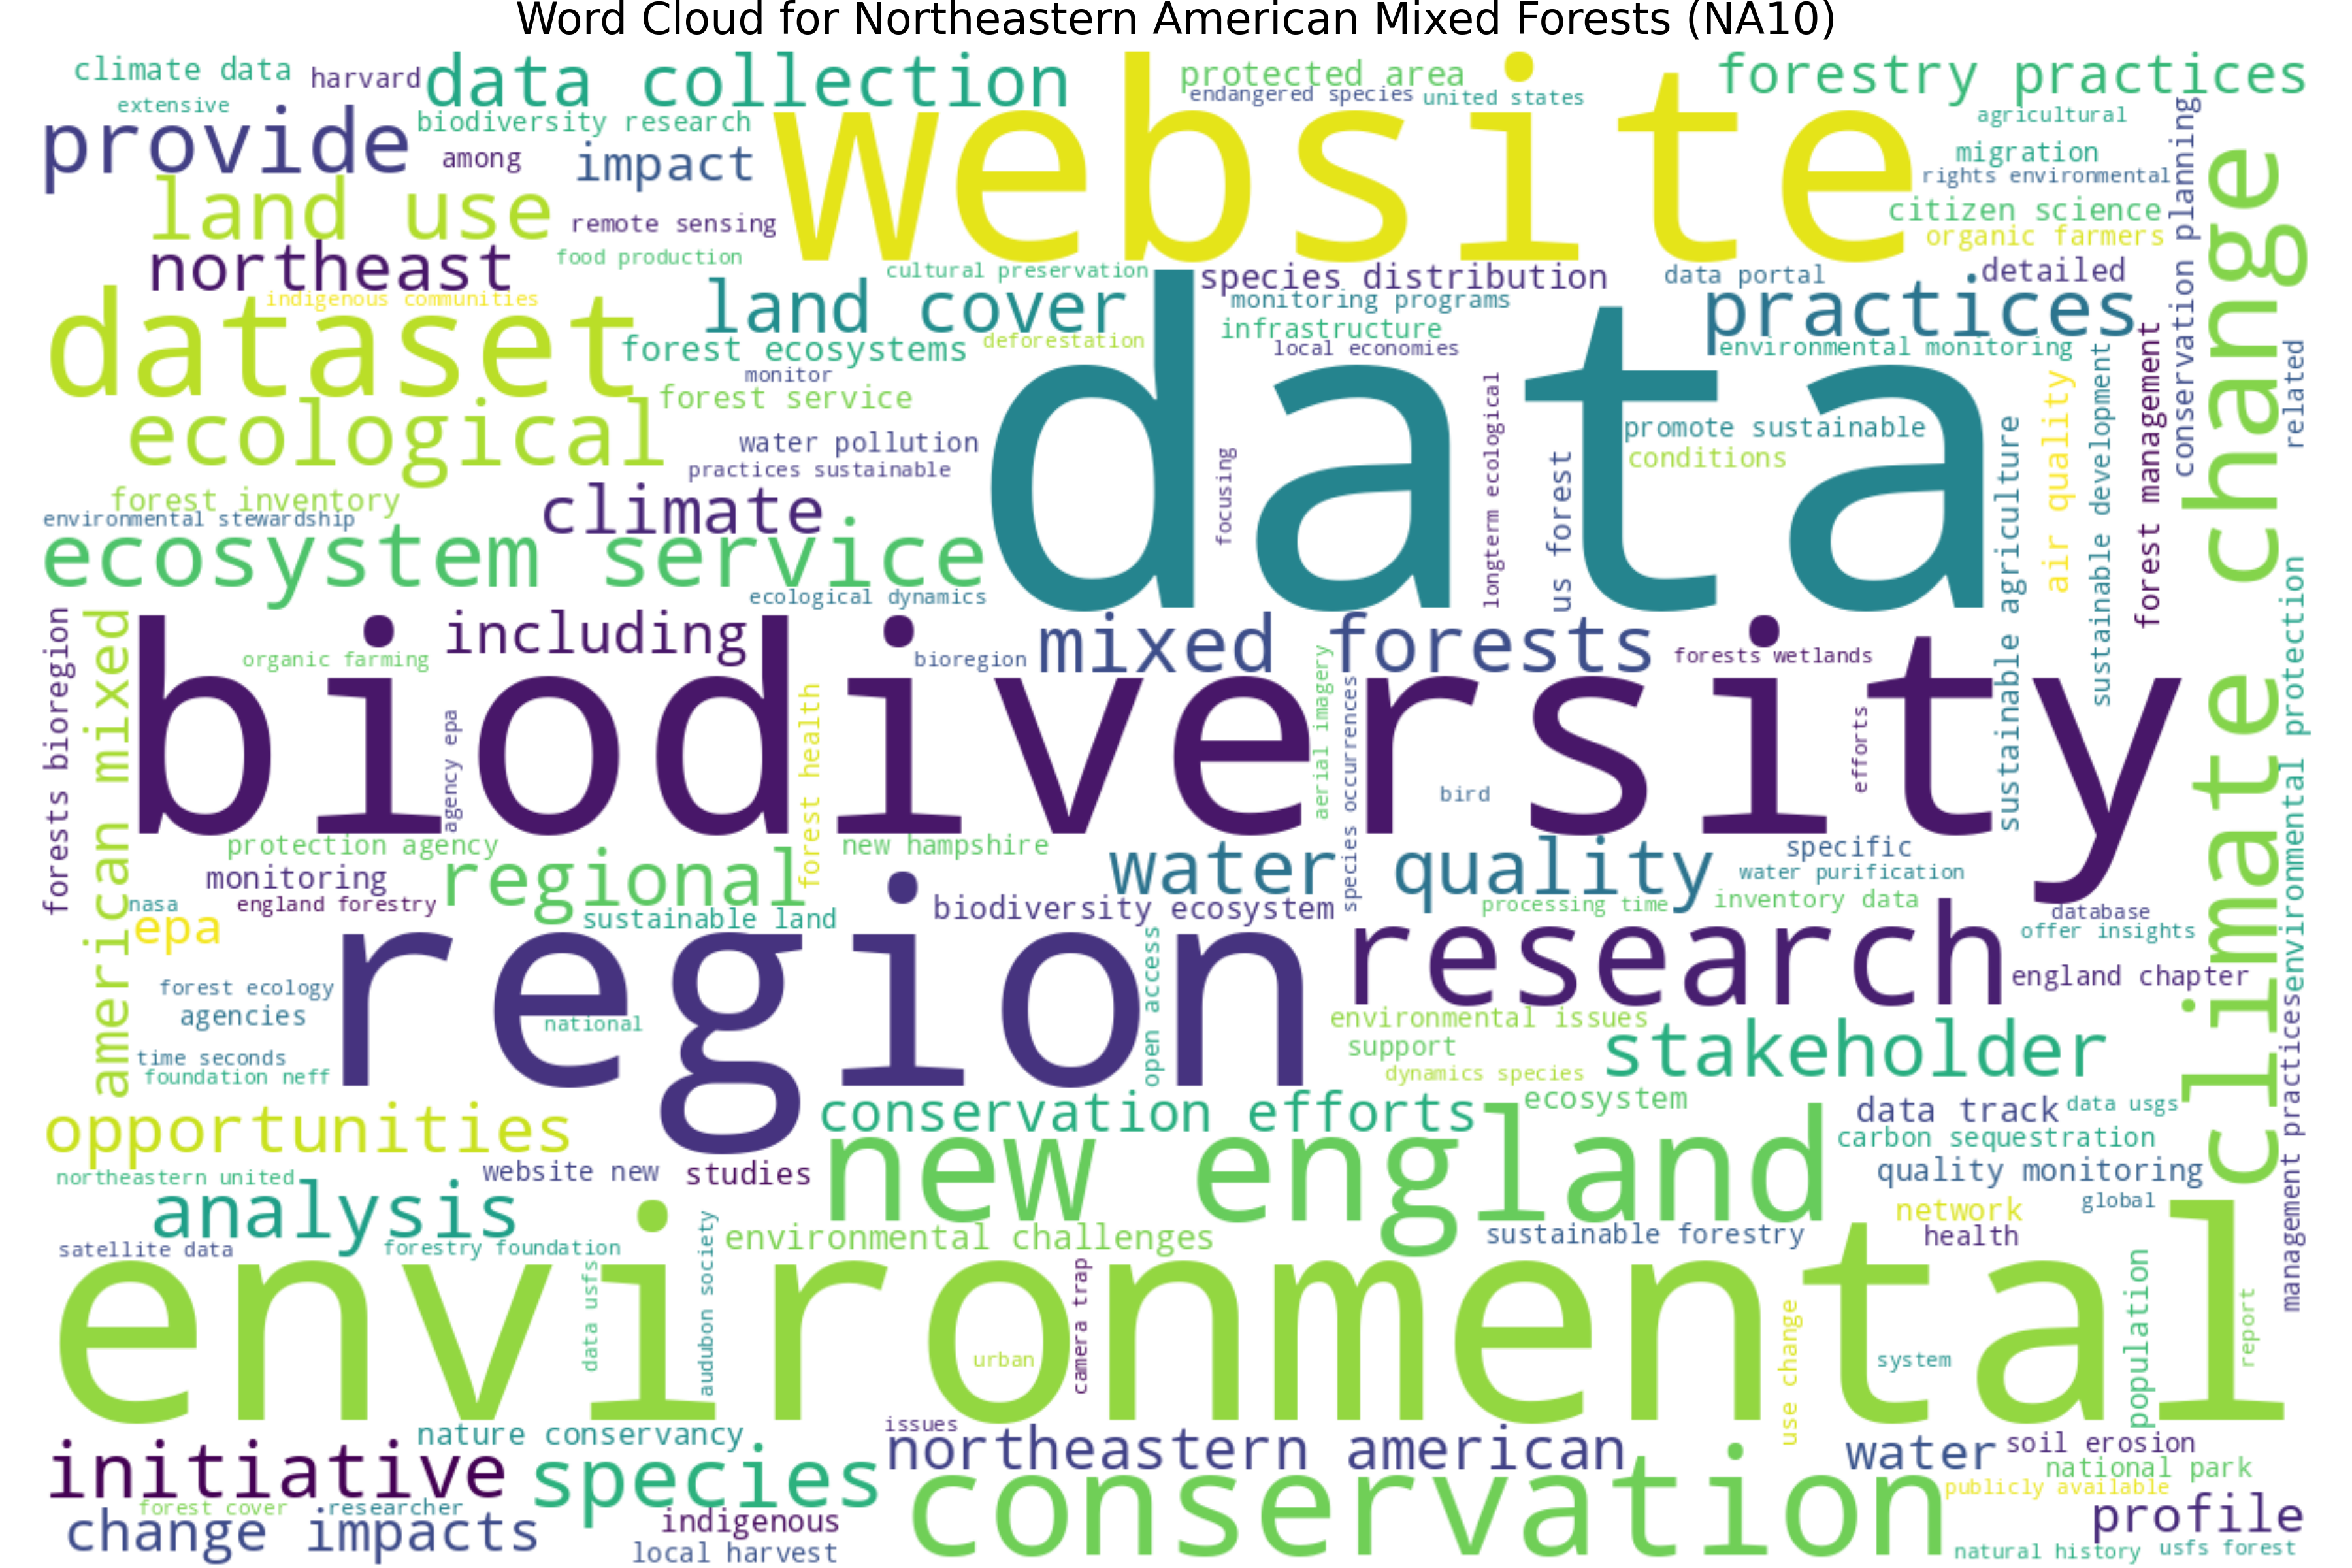 Word Cloud for Northeastern American Mixed Forests (NA10)
climate data
harvard
data collection
website
protected area
endangered species
united states
forestry practices
extensive
provide
biodiversity research
among
impact
agricultural
migration
rights environmental
conservation planning
climate change
land use
remote sensing
citizen science
organic farmers
northeast
food production
cultural preservation
species distribution
data portal
detailed
indigenous communities
dataset
land cover
data
monitoring programs
practices
infrastructure
forest ecosystems
deforestation
local economies
environmental monitoring
related
monitor
forest service
ecological
water pollution
practices sustainable
focusing
longterm ecological
us forest
promote sustainable
conditions
sustainable agriculture
air quality
sustainable development
forest management
forest inventory
environmental stewardship
climate
ecosystem service
ecological dynamics
forests bioregion
american mixed
including
organic farming
bioregion
mixed forests
forests wetlands
environmental protection
biodiversity
agency epa
forest health
aerial imagery
species occurrences
bird
efforts
protection agency
new hampshire
monitoring
regional
water quality
specific
water purification
nasa
england forestry
epa
sustainable land
biodiversity ecosystem
processing time
inventory data
database
offer insights
region
research
england chapter
forest ecology
agencies
national
open access
environmental issues
support
stakeholder
time seconds
foundation neff
dynamics species
management practices
opportunities
conservation efforts
ecosystem
data track
data usgs
new england
carbon sequestration
northeastern united
website new
studies
quality monitoring
analysis
network
global
satellite data
forestry foundation
audubon society
environmental challenges
sustainable forestry
health
environmental
data usfs
camera trap
urban
use change
system
population
report
initiative
nature conservancy
issues
northeastern american
water
soil erosion
national park
species
conservation
publicly available
forest cover
researcher
change impacts
indigenous
local harvest
profile
natural history
usfs forest